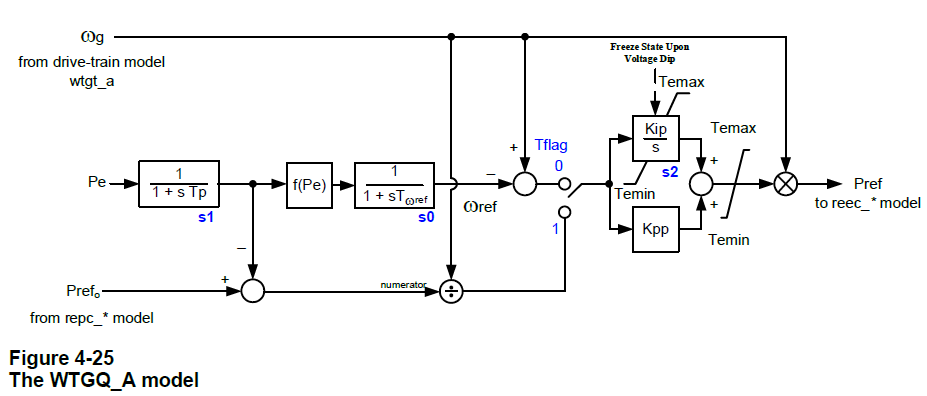 ωg
from drive-train model
wtgt_a
Freeze State Upon
Voltage Dip
Temax
Pe
1
1 + s Tp
s1
f(Pe)
1
1 + sTωref
s0
–
ωref
+
Tflag
0
1
Kip
s
s2
Temin
Kpp
+
+
Temax
Temin
Pref
to reec_* model
–
+
Prefo
from repc_* model
numerator
÷
Figure 4-25
The WTGQ_A model